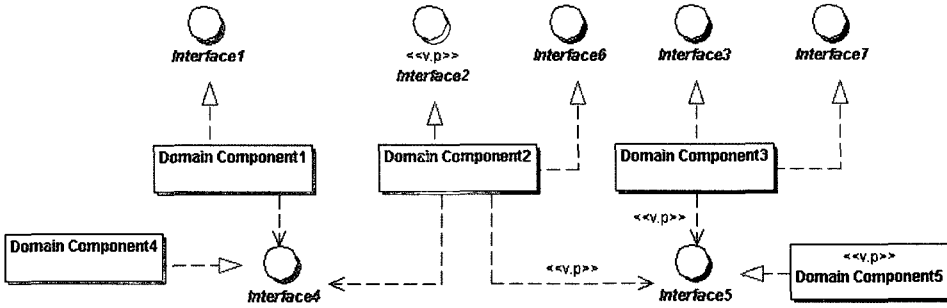 Interface1
<<v.p>>
Interface2
Interface6
Interface3
Interface7
Domain Component1
Domain Component2
Domain Component3
<<v.p>>
Domain Component4
<<v.p>>
<<v.p>>
Domain Component5
Interface4
Interface5